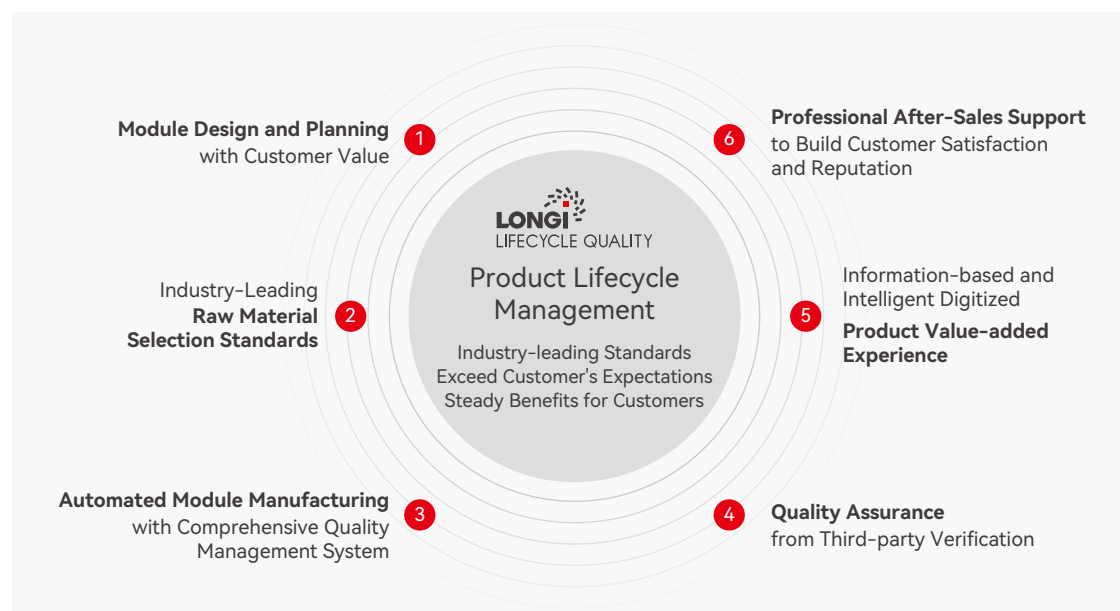 Module Design and Planning
with Customer Value
1
Industry-Leading
Raw Material
Selection Standards
2
Automated Module Manufacturing
with Comprehensive Quality
Management System
3
LONGi
LIFECYCLE QUALITY
Product Lifecycle
Management
Industry-leading Standards
Exceed Customer's Expectations
Steady Benefits for Customers
4
Quality Assurance
from Third-party Verification
5
Information-based and
Intelligent Digitized
Product Value-added
Experience
6
Professional After-Sales Support
to Build Customer Satisfaction
and Reputation